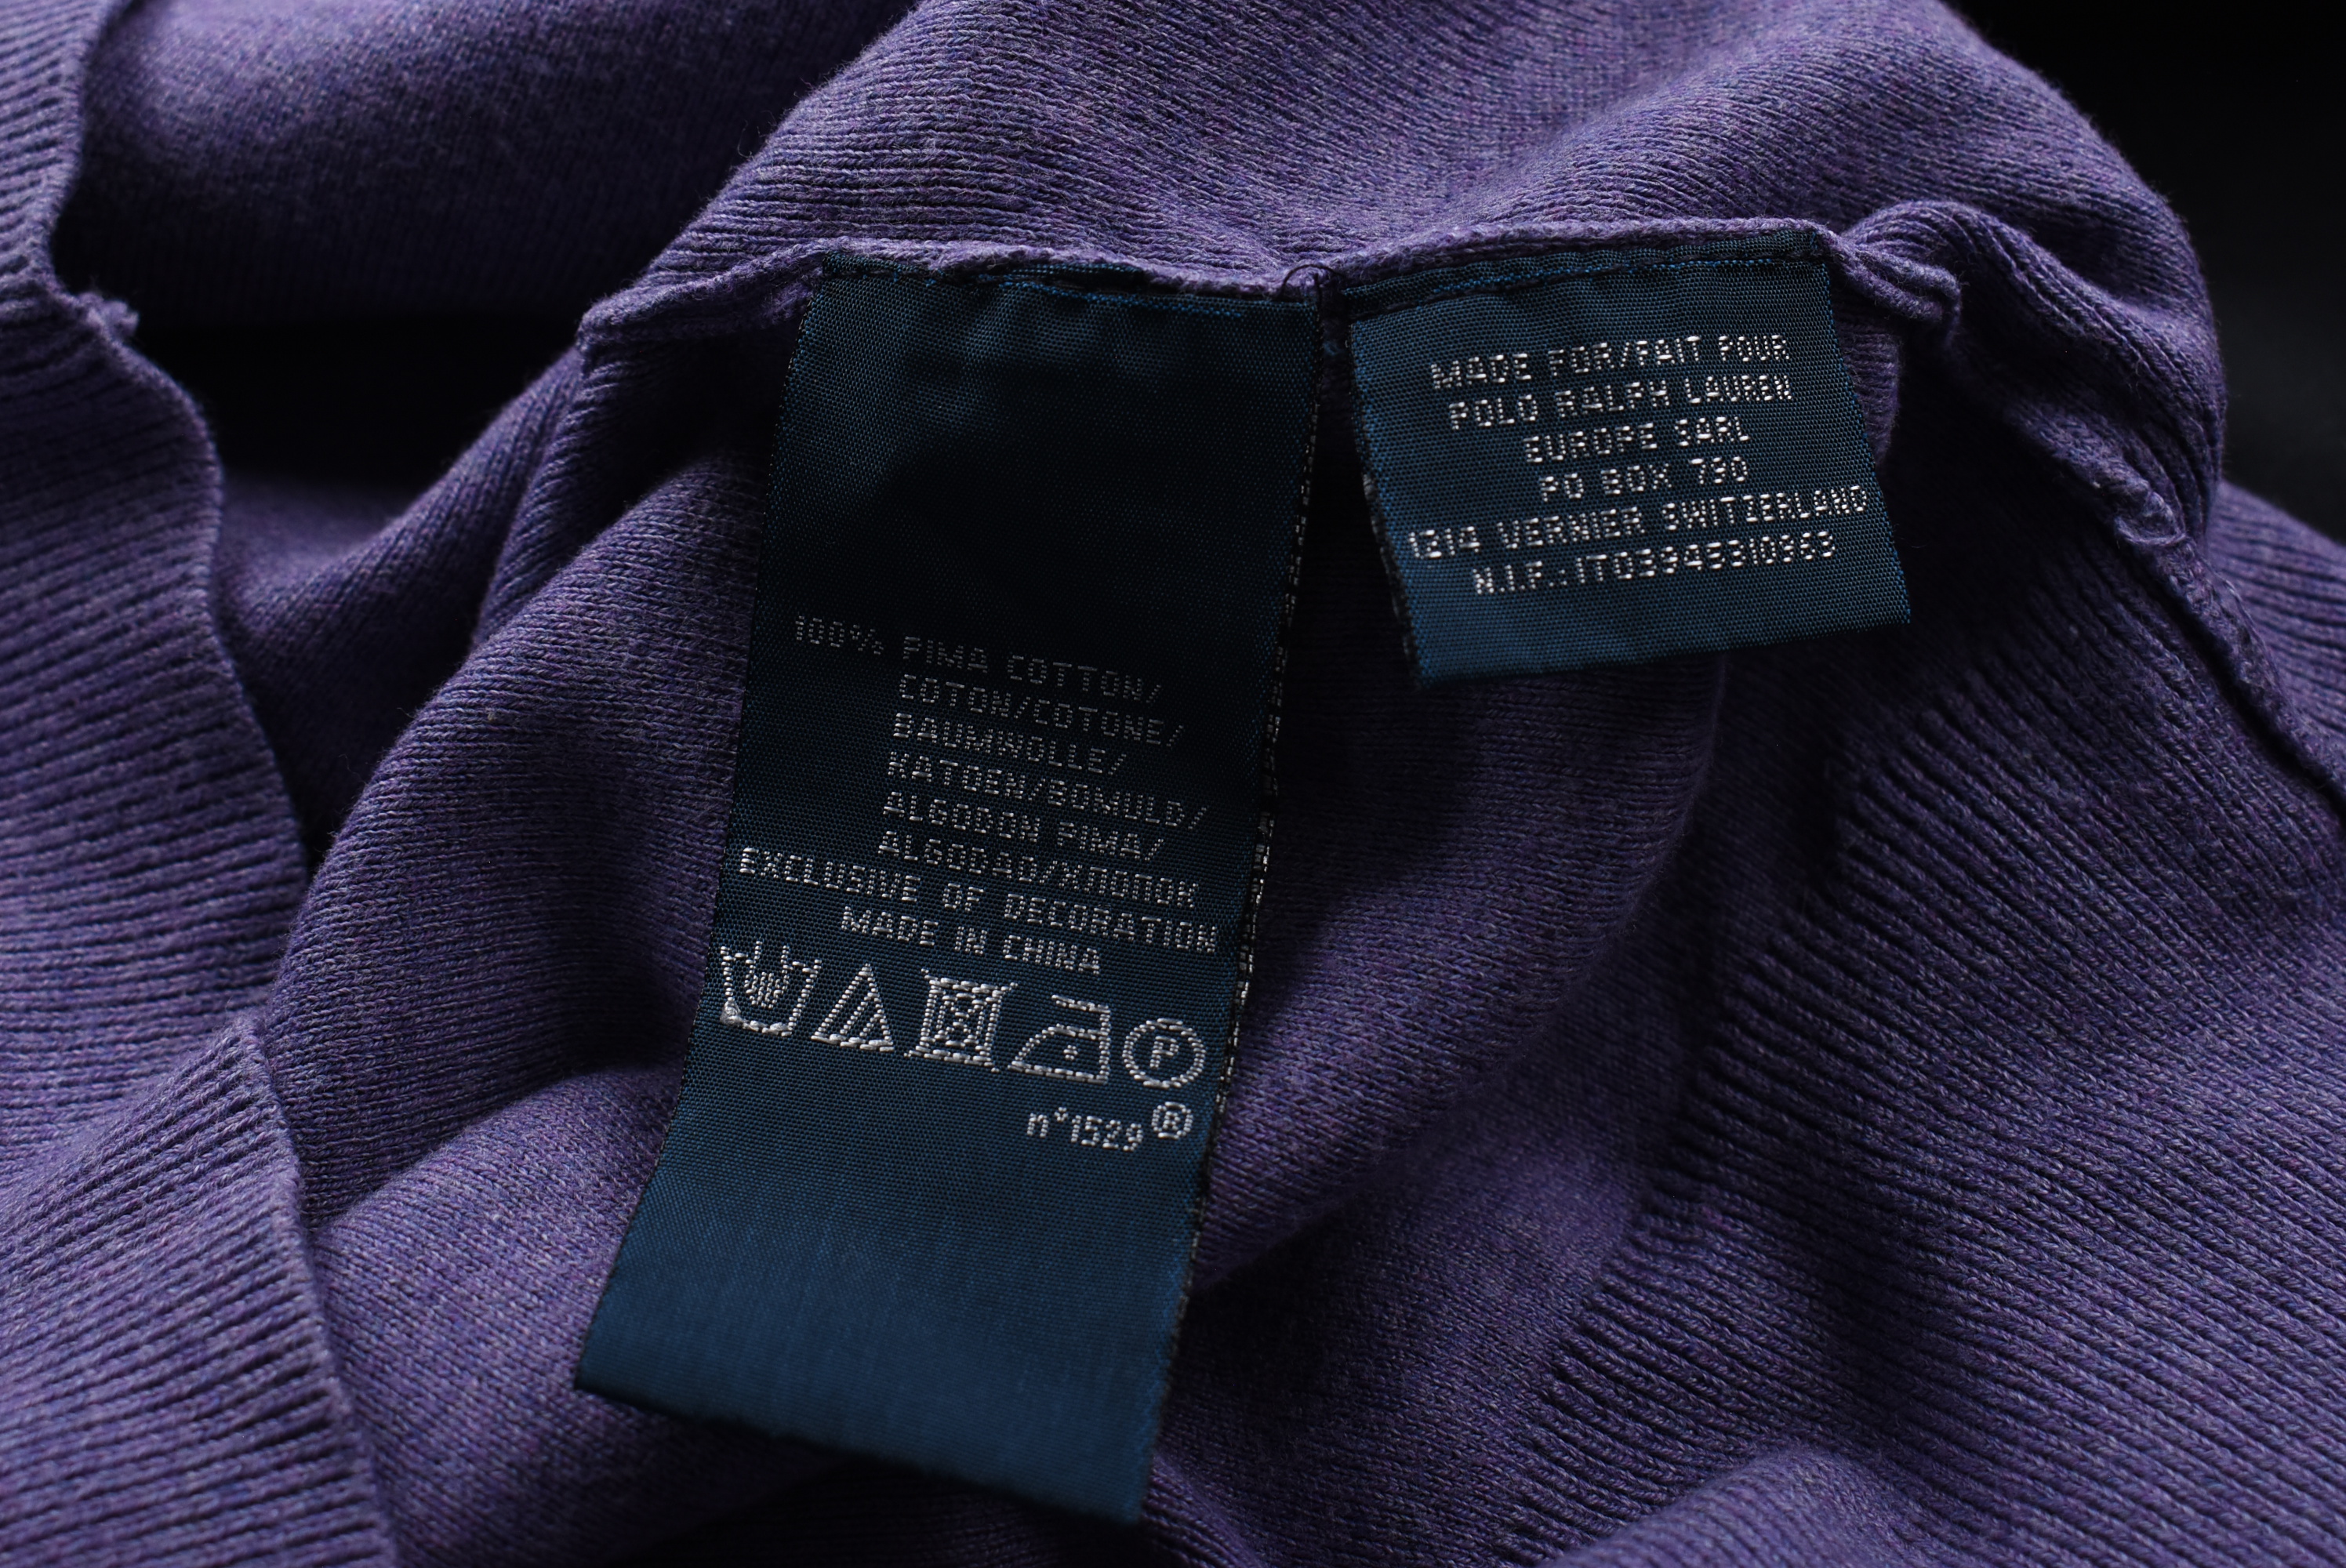 100% PIMA COTTON/
COTON/COTONE/
BAUMWOLLE/
KATOEN/BOMULD/
ALGODON PIMA/
ALGODAO/ХЛОПОК
EXCLUSIVE OF DECORATION
MADE IN CHINA
P
n°1529®
MADE FOR/FAIT POUR
POLO RALPH LAUREN
EUROPE SARL
PO BOX 790
1214 VERNIER SWITZERLAND
N.I.F.:IT03945310963